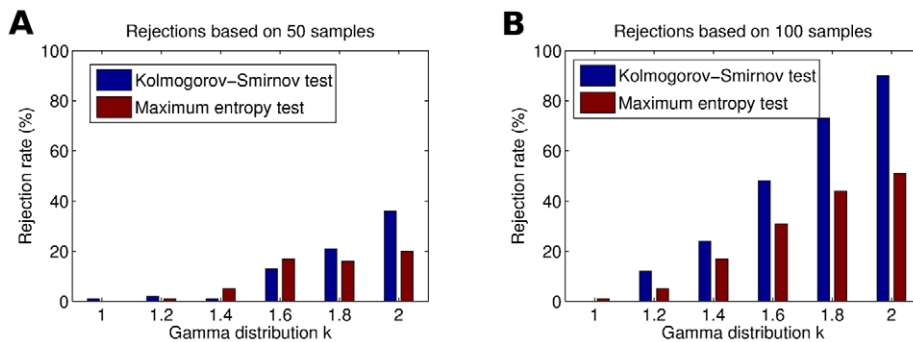 A
Rejections based on 50 samples
100
80
60
40
20
0
Rejection rate (%)
Kolmogorov-Smirnov test
Maximum entropy test
1 1.2 1.4 1.6 1.8 2
Gamma distribution k
B
Rejections based on 100 samples
100
80
60
40
20
0
Rejection rate (%)
Kolmogorov-Smirnov test
Maximum entropy test
1 1.2 1.4 1.6 1.8 2
Gamma distribution k